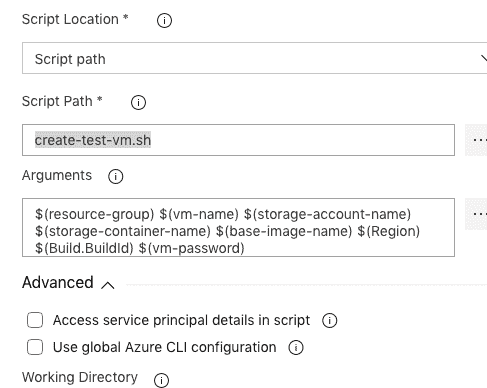 Script Location *
Script path
Script Path *
create-test-vm.sh
Arguments
$(resource-group) $(vm-name) $(storage-account-name)
$(storage-container-name) $(base-image-name) $(Region)
$(Build.BuildId) $(vm-password)
Advanced
Access service principal details in script
Use global Azure CLI configuration
Working Directory